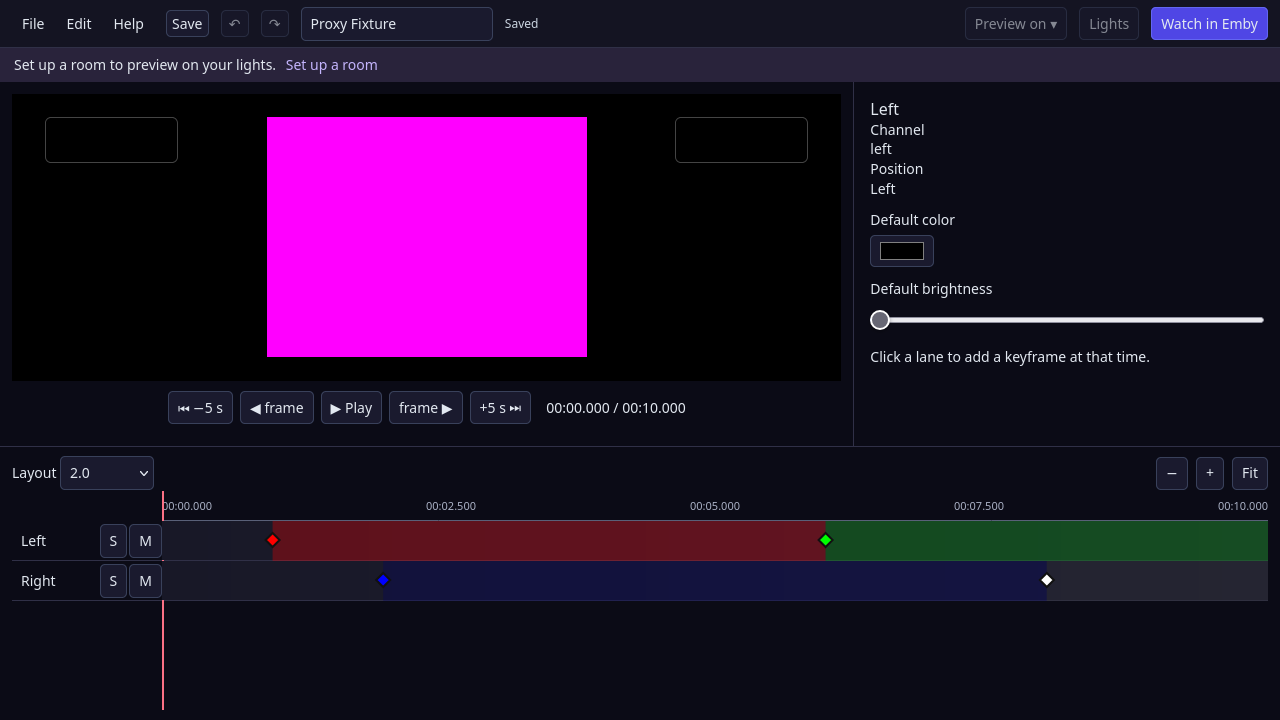 File Edit Help Save ↶ ↷ Proxy Fixture Saved Preview on ▾ Lights Watch in Emby
Set up a room to preview on your lights. Set up a room
Left
Channel
left
Position
Left
Default color
Default brightness
Click a lane to add a keyframe at that time.
⏮ −5 s ◀ frame ▶ Play frame ▶ +5 s ⏭ 00:00.000 / 00:10.000
Layout 2.0 − + Fit
00:00.000 00:02.500 00:05.000 00:07.500 00:10.000
Left S M
Right S M